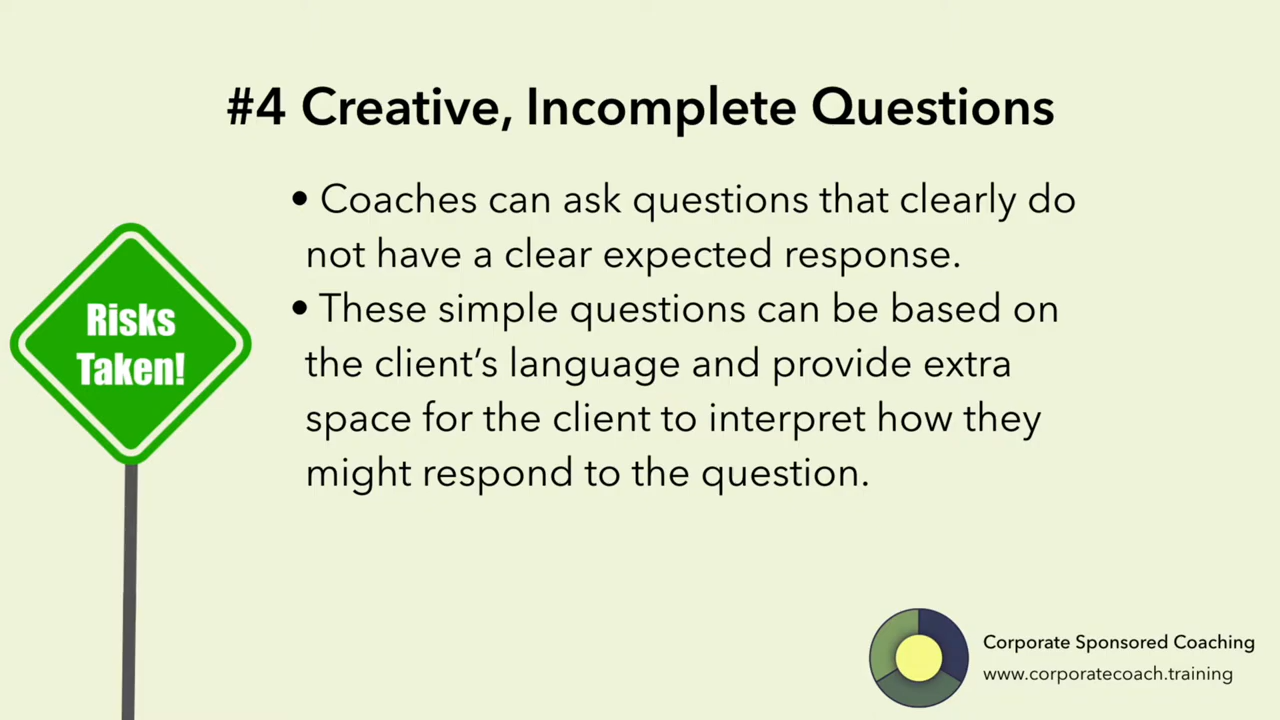 #4 Creative, Incomplete Questions
• Coaches can ask questions that clearly do
not have a clear expected response.
• These simple questions can be based on
the client’s language and provide extra
space for the client to interpret how they
might respond to the question.
Risks
Taken!
Corporate Sponsored Coaching
www.corporatecoach.training